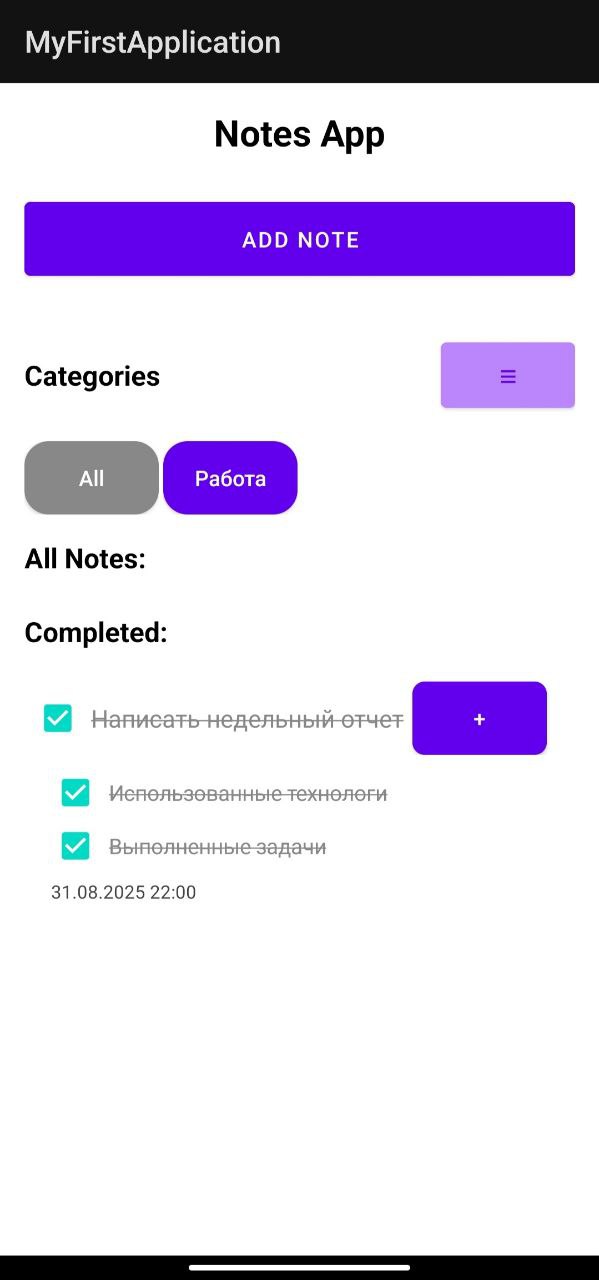 MyFirstApplication
Notes App
ADD NOTE
Categories
≡
All Работа
All Notes:
Completed:
Написать недельный отчет +
Использованные технологи
Выполненные задачи
31.08.2025 22:00